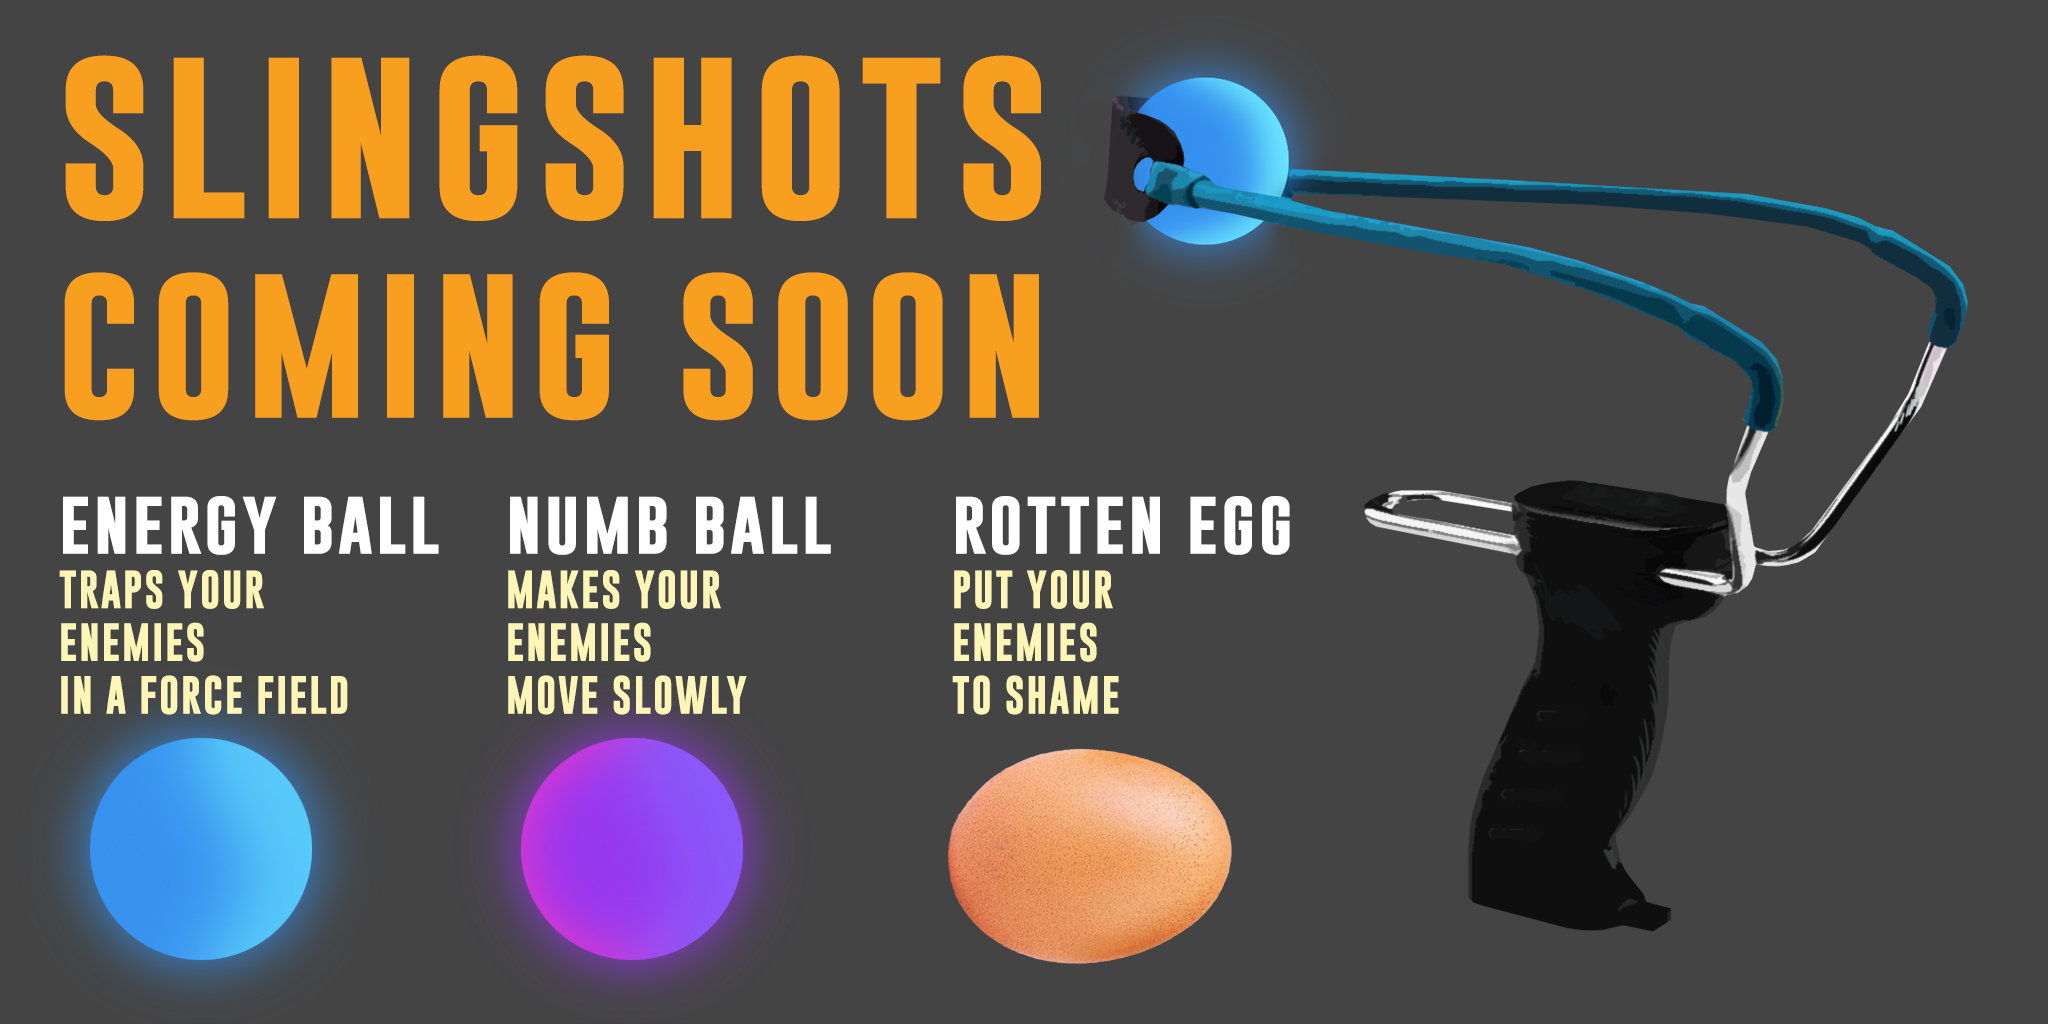 SLINGSHOTS
COMING SOON
ENERGY BALL
TRAPS YOUR
ENEMIES
IN A FORCE FIELD
NUMB BALL
MAKES YOUR
ENEMIES
MOVE SLOWLY
ROTTEN EGG
PUT YOUR
ENEMIES
TO SHAME